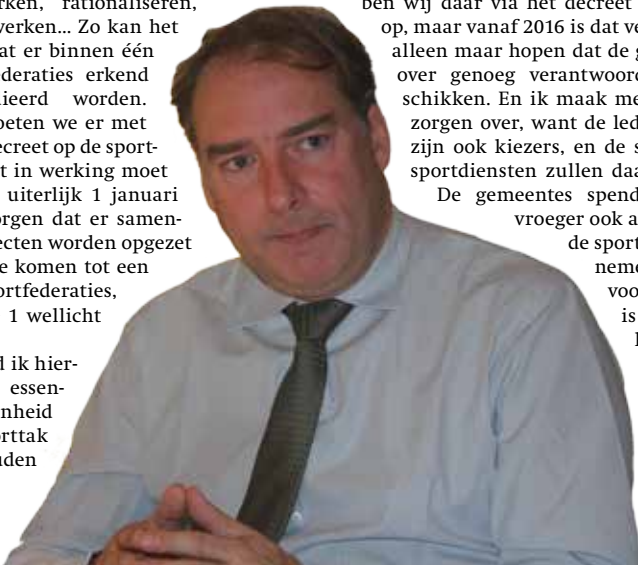 rken, rationaliseren,
verken... Zo kan het
at er binnen één
deraties erkend
ieerd worden.
oeten we er met
ecreet op de sport-
t in werking moet
uiterlijk 1 januari
orgen dat er samen-
ecten worden opgezet
e komen tot een
ortfederaties,
1 wellicht
d ik hier-
essen-
nheid
orttak
uden
ben wij daar via het decreet
op, maar vanaf 2016 is dat ve
alleen maar hopen dat de g
over genoeg verantwoord
schikken. En ik maak me
zorgen over, want de led
zijn ook kiezers, en de s
sportdiensten zullen daa
De gemeentes spend
vroeger ook a
de sport
neme
voo
is